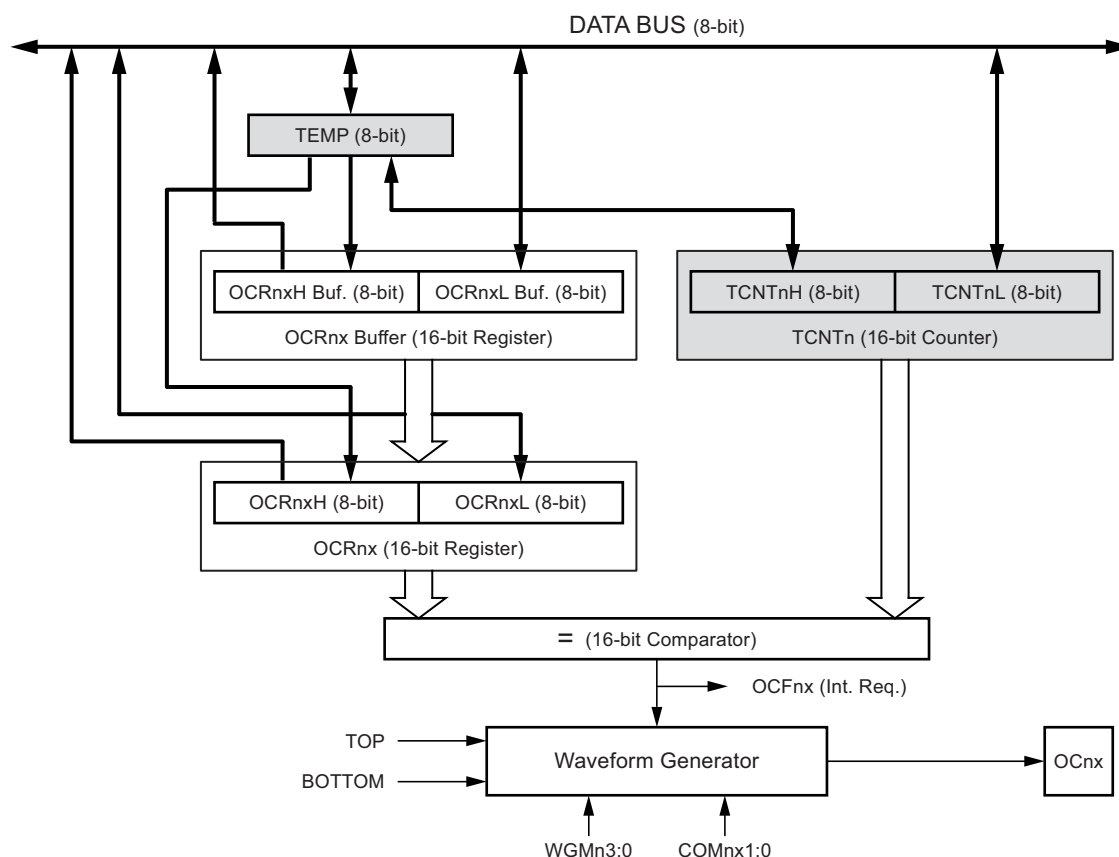 DATA BUS (8-bit)
TEMP (8-bit)
OCRnxH Buf. (8-bit)
OCRnxL Buf. (8-bit)
OCRnx Buffer (16-bit Register)
TCNTnH (8-bit)
TCNTnL (8-bit)
TCNTn (16-bit Counter)
OCRnxH (8-bit)
OCRnxL (8-bit)
OCRnx (16-bit Register)
= (16-bit Comparator)
OCFnx (Int. Req.)
TOP
BOTTOM
Waveform Generator
OCnx
WGMn3:0
COMnx1:0